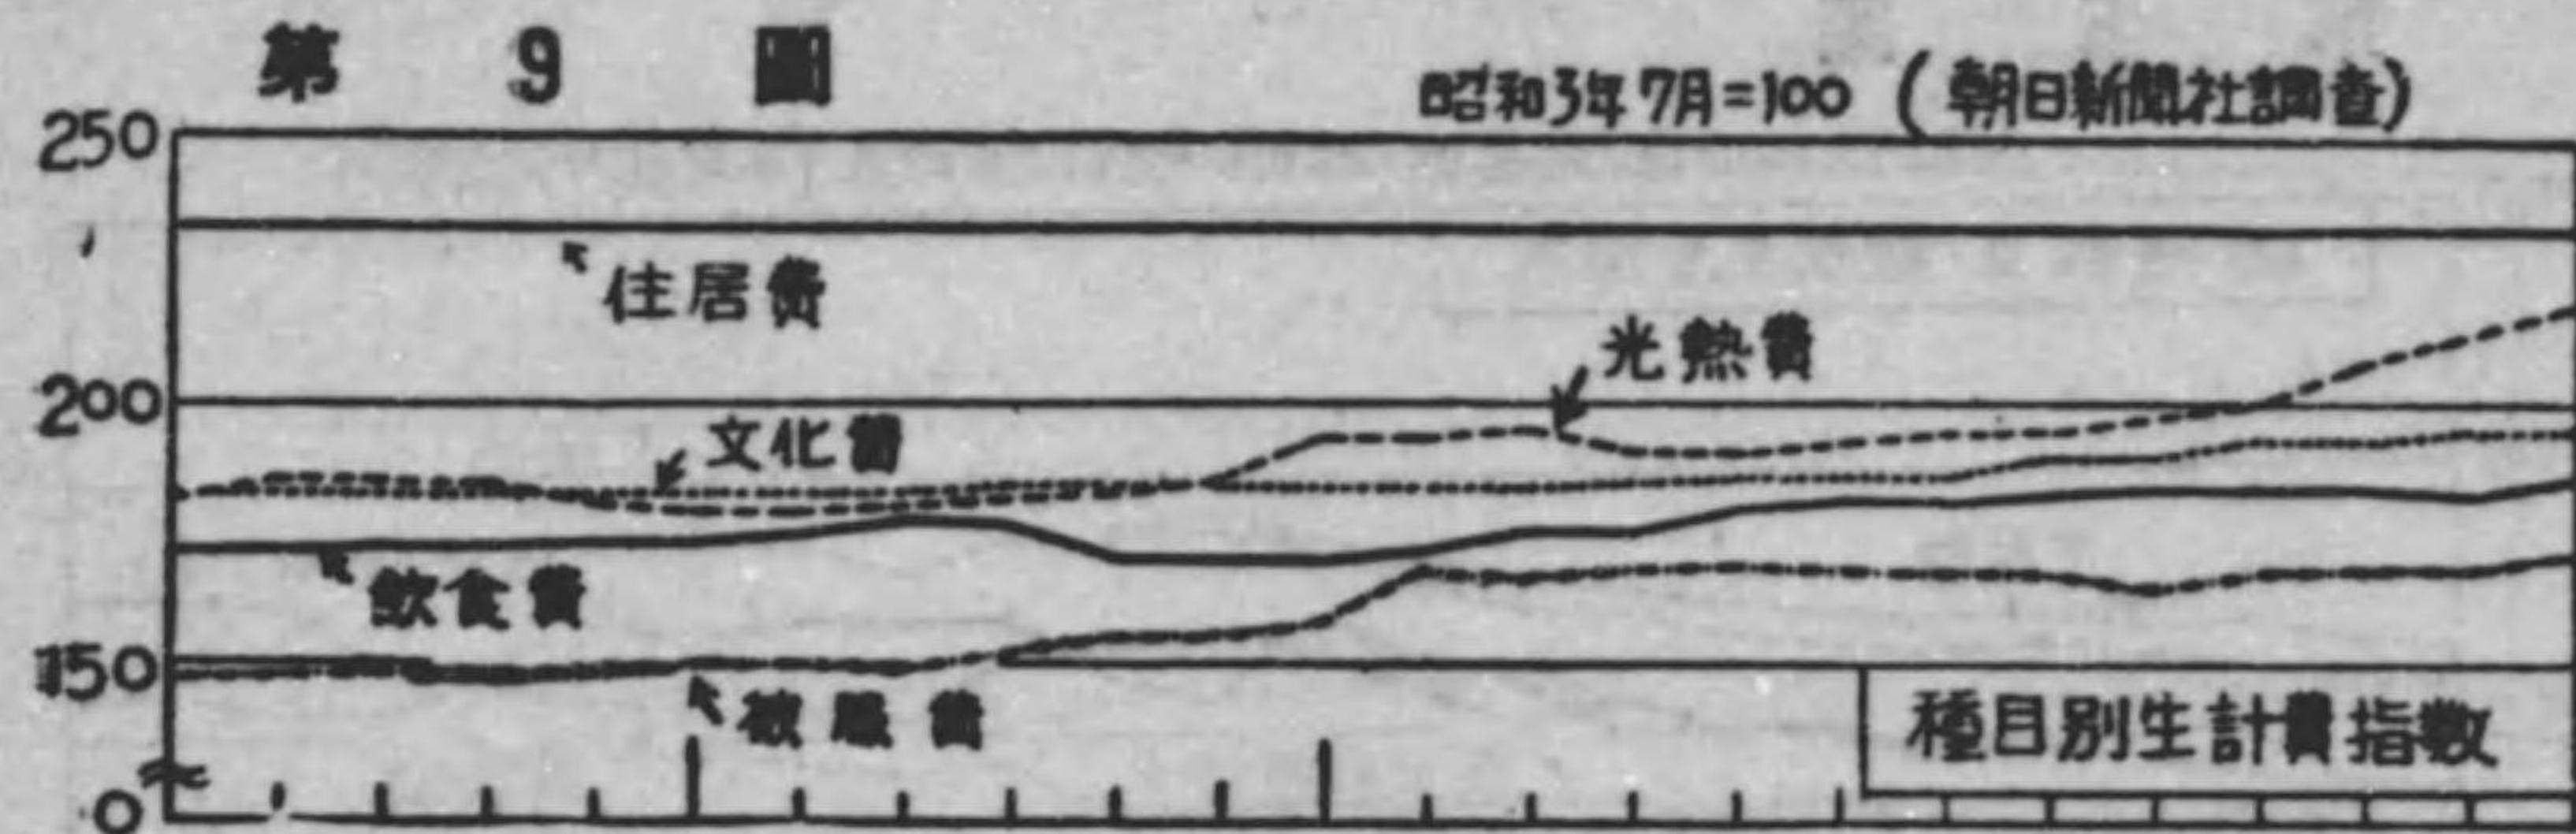 第 9 圖
昭和3年7月=100 (朝日新聞社調査)
250
住居費
光熱費
200
文化費
飲食費
150
被服費
種目別生計費指数
0